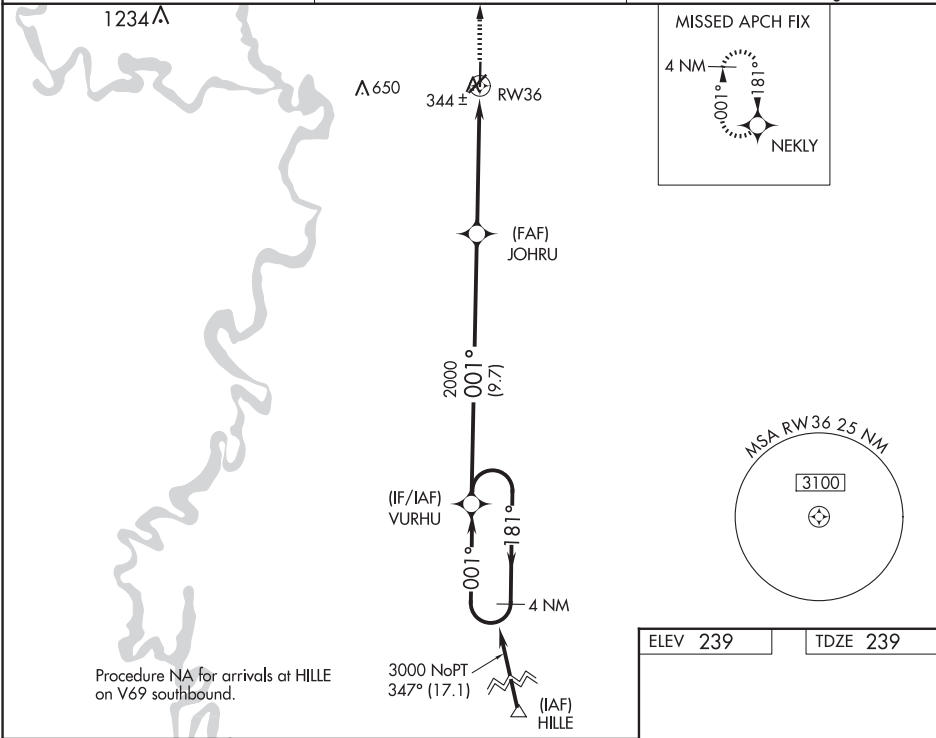 1234
650
344 ±
RW36
MISSED APCH FIX
4 NM
001°
181°
NEKLY
(FAF)
JOHRU
2000
001°
(9.7)
MSA RW36 25 NM
3100
(IF/IAF)
VURHU
001°
181°
4 NM
3000 NoPT
347° (17.1)
(IAF)
HILLE
Procedure NA for arrivals at HILLE
on V69 southbound.
ELEV 239
TDZE 239